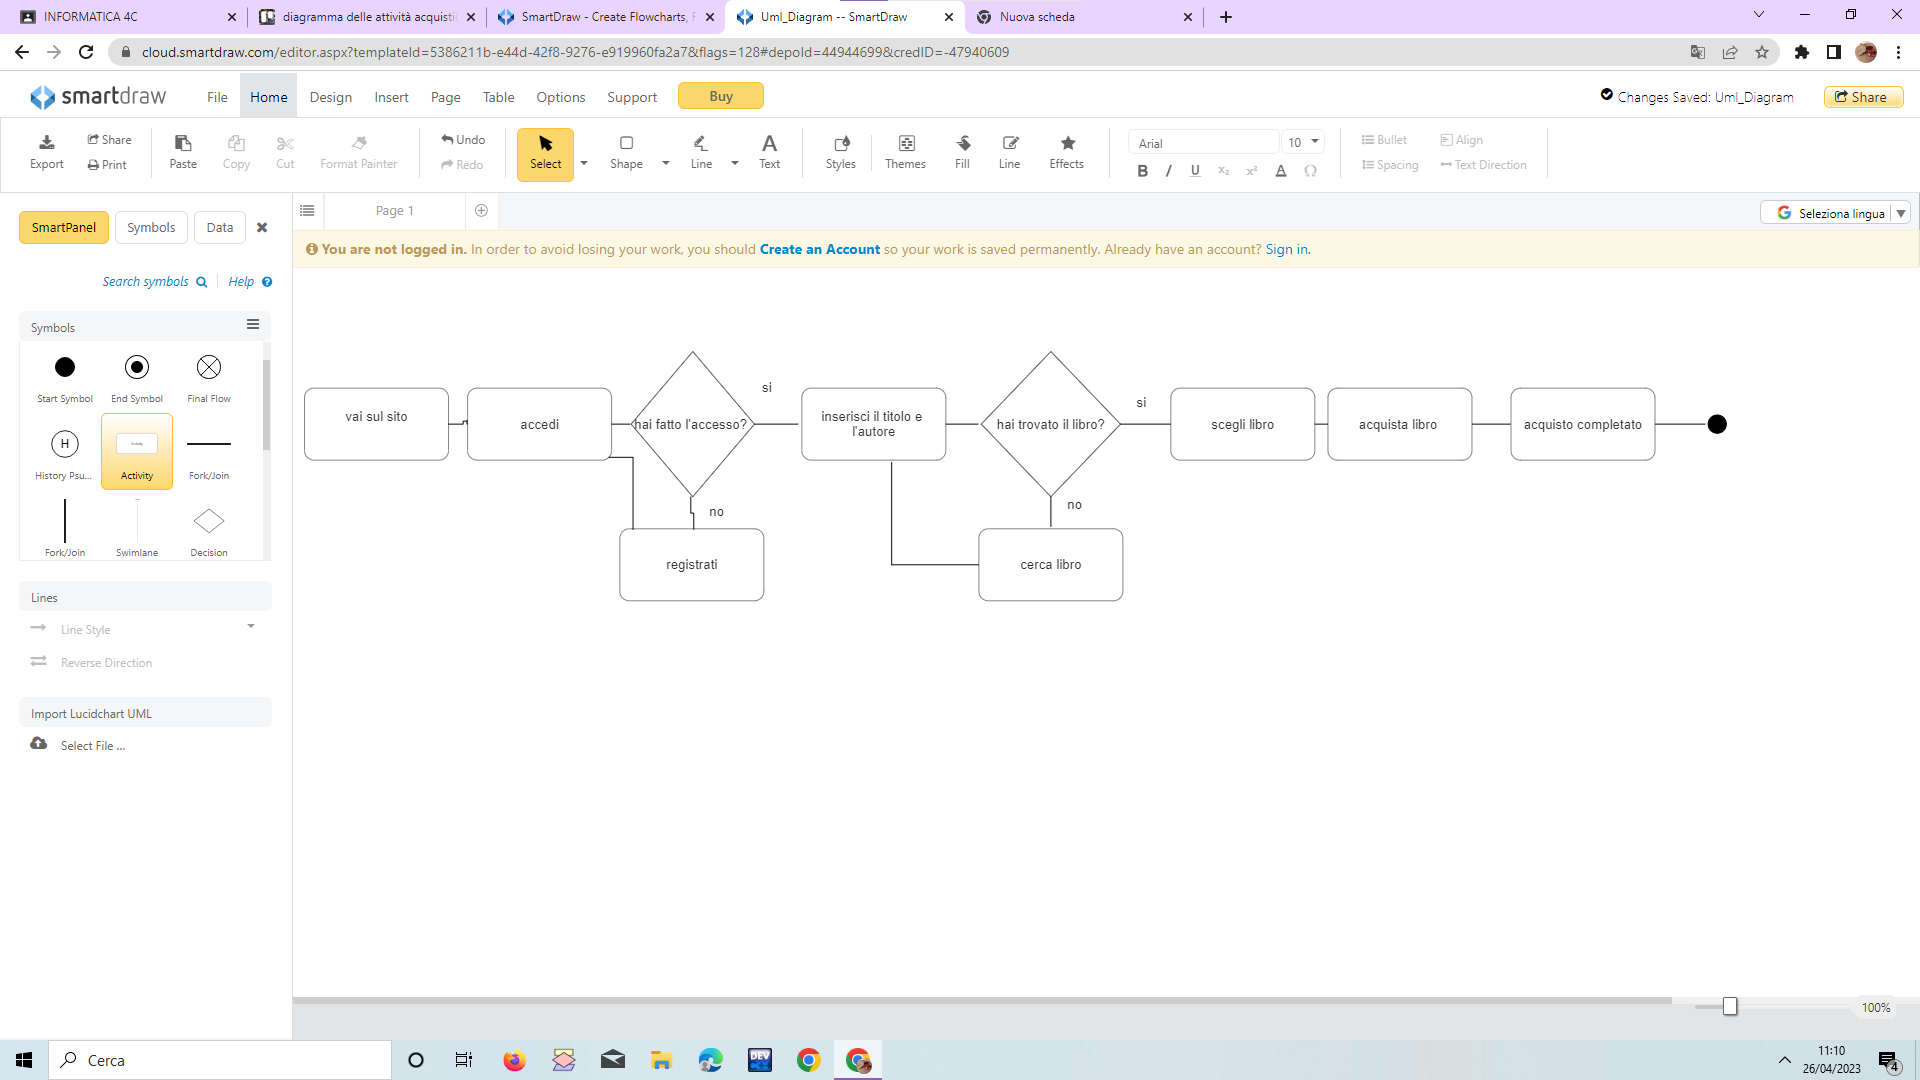 INFORMATICA 4C
diagramma delle attività acquisti
SmartDraw - Create Flowcharts, F
Uml_Diagram -- SmartDraw
Nuova scheda
cloud.smartdraw.com/editor.aspx?templateId=5386211b-e44d-42f8-9276-e919960fa2a7&flags=128#depoId=44944699&credID=-47940609
smartdraw
File
Home
Design
Insert
Page
Table
Options
Support
Buy
Changes Saved: Uml_Diagram
Share
Export
Share
Print
Paste
Copy
Cut
Format Painter
Undo
Redo
Select
Shape
Line
Text
Styles
Themes
Fill
Line
Effects
Arial
10
B I U x₂ x² A Ω
Bullet
Align
Spacing
Text Direction
SmartPanel
Symbols
Data
Page 1
Seleziona lingua
You are not logged in. In order to avoid losing your work, you should Create an Account so your work is saved permanently. Already have an account? Sign in.
Search symbols
Help
Symbols
Start Symbol
End Symbol
Final Flow
H
History Psu...
Activity
Activity
Fork/Join
Fork/Join
Swimlane
Decision
Lines
Line Style
Reverse Direction
Import Lucidchart UML
Select File ...
vai sul sito
accedi
hai fatto l'accesso?
si
no
registrati
inserisci il titolo e
l'autore
hai trovato il libro?
si
no
cerca libro
scegli libro
acquista libro
acquisto completato
100%
Cerca
DEV
11:10
26/04/2023
4